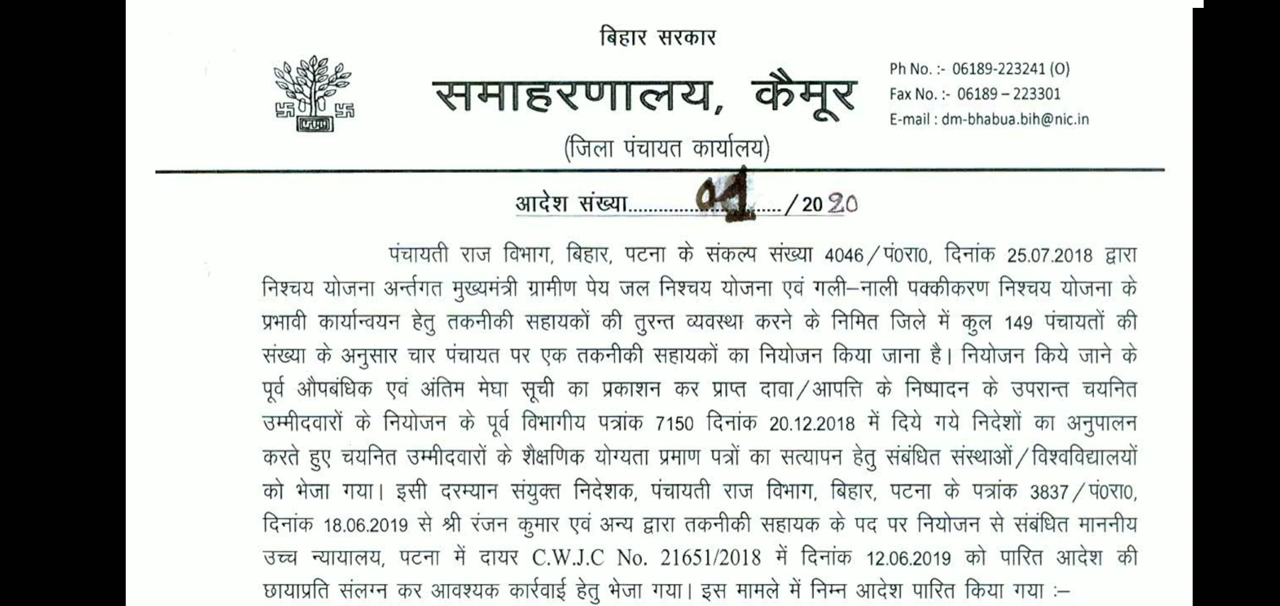 बिहार सरकार
समाहरणालय, कैमूर
Ph No. :- 06189-223241 (O)
Fax No. :- 06189 – 223301
E-mail : dm-bhabua.bih@nic.in
(जिला पंचायत कार्यालय)
आदेश संख्या....................01........../2020
पंचायती राज विभाग, बिहार, पटना के संकल्प संख्या 4046/पं0रा0, दिनांक 25.07.2018 द्वारा
निश्चय योजना अर्न्तगत मुख्यमंत्री ग्रामीण पेय जल निश्चय योजना एवं गली–नाली पक्कीकरण निश्चय योजना के
प्रभावी कार्यान्वयन हेतु तकनीकी सहायकों की तुरन्त व्यवस्था करने के निमित जिले में कुल 149 पंचायतों की
संख्या के अनुसार चार पंचायत पर एक तकनीकी सहायकों का नियोजन किया जाना है। नियोजन किये जाने के
पूर्व औपबंधिक एवं अंतिम मेघा सूची का प्रकाशन कर प्राप्त दावा/आपत्ति के निष्पादन के उपरान्त चयनित
उम्मीदवारों के नियोजन के पूर्व विभागीय पत्रांक 7150 दिनांक 20.12.2018 में दिये गये निदेशों का अनुपालन
करते हुए चयनित उम्मीदवारों के शैक्षणिक योग्यता प्रमाण पत्रों का सत्यापन हेतु संबंधित संस्थाओं/विश्वविद्यालयों
को भेजा गया। इसी दरम्यान संयुक्त निदेशक, पंचायती राज विभाग, बिहार, पटना के पत्रांक 3837/पं0रा0,
दिनांक 18.06.2019 से श्री रंजन कुमार एवं अन्य द्वारा तकनीकी सहायक के पद पर नियोजन से संबंधित माननीय
उच्च न्यायालय, पटना में दायर C.W.J.C No. 21651/2018 में दिनांक 12.06.2019 को पारित आदेश की
छायाप्रति संलग्न कर आवश्यक कार्रवाई हेतु भेजा गया। इस मामले में निम्न आदेश पारित किया गया :–